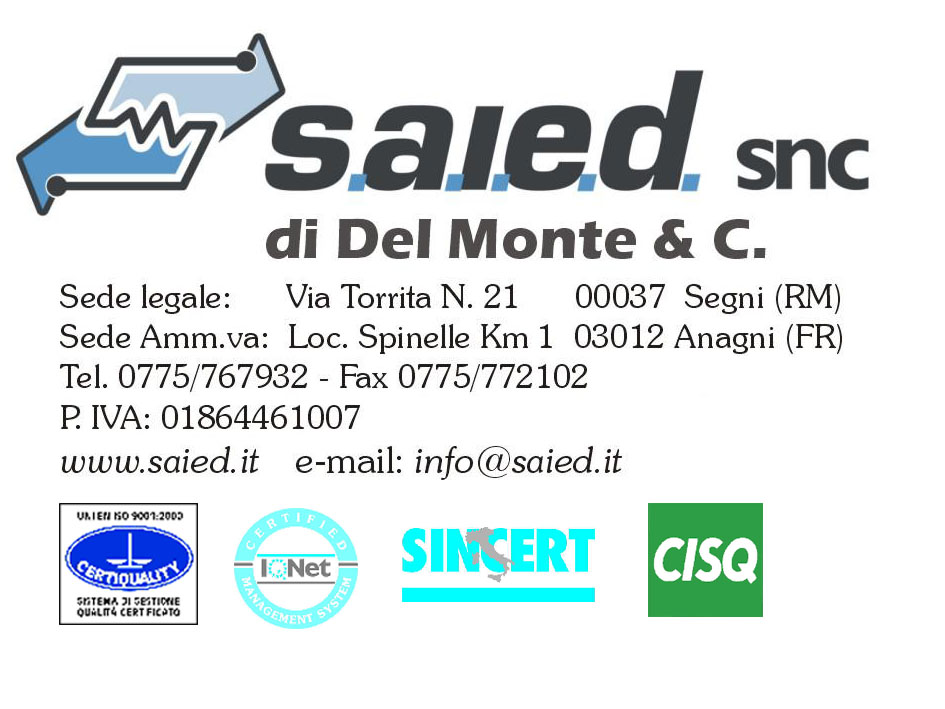 s.a.i.e.d. snc
di Del Monte & C.
Sede legale: Via Torrita N. 21 00037 Segni (RM)
Sede Amm.va: Loc. Spinelle Km 1 03012 Anagni (FR)
Tel. 0775/767932 - Fax 0775/772102
P. IVA: 01864461007
www.saied.it e-mail: info@saied.it
UNI EN ISO 9001:2000
CERTIQUALITY
SISTEMA DI GESTIONE
QUALITÀ CERTIFICATO
CERTIFIED
IQNet
MANAGEMENT SYSTEM
SINCERT
CISQ